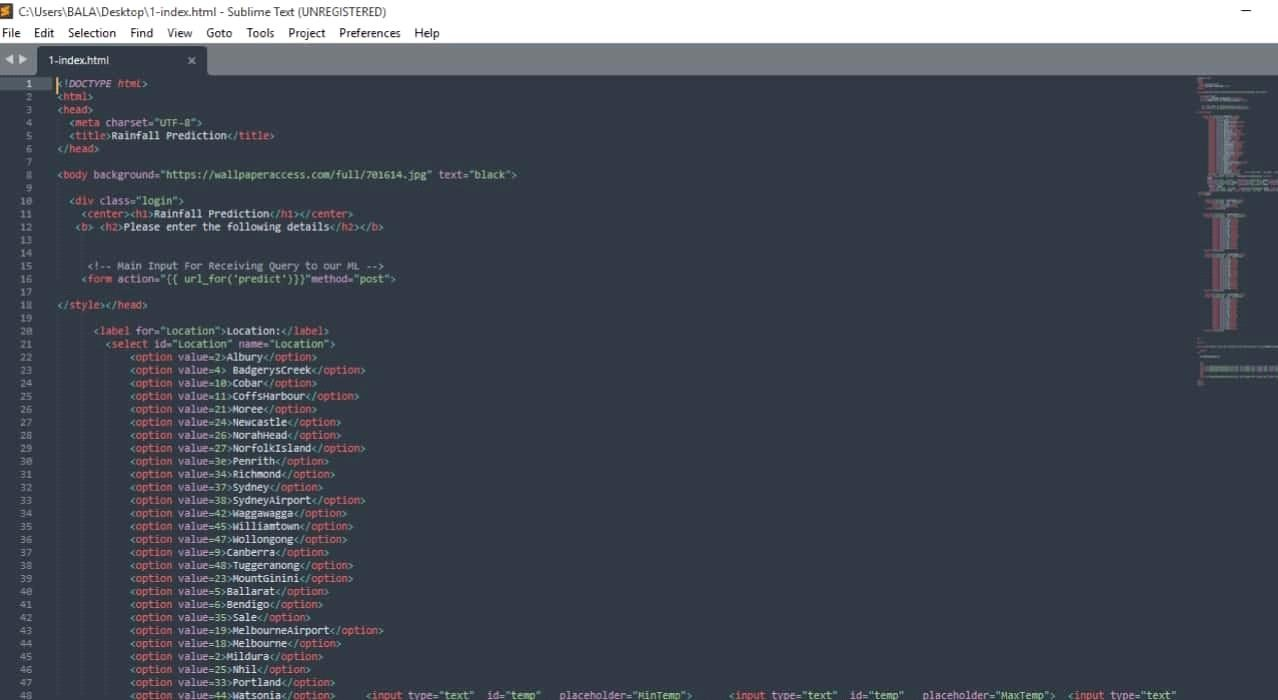 C:\Users\BALA\Desktop\1-index.html - Sublime Text (UNREGISTERED)
File Edit Selection Find View Goto Tools Project Preferences Help
1-index.html
1 <!DOCTYPE html>
2 <html>
3 <head>
4 <meta charset="UTF-8">
5 <title>Rainfall Prediction</title>
6 </head>
7
8 <body background="https://wallpaperaccess.com/full/701614.jpg" text="black">
9
10 <div class="login">
11 <center><h1>Rainfall Prediction</h1></center>
12 <b> <h2>Please enter the following details</h2></b>
13
14
15 <!-- Main Input For Receiving Query to our ML -->
16 <form action="{{ url_for('predict')}}"method="post">
17
18 </style></head>
19
20 <label for="Location">Location:</label>
21 <select id="Location" name="Location">
22 <option value=2>Albury</option>
23 <option value=4> BadgerysCreek</option>
24 <option value=10>Cobar</option>
25 <option value=11>CoffsHarbour</option>
26 <option value=21>Moree</option>
27 <option value=24>Newcastle</option>
28 <option value=26>NorahHead</option>
29 <option value=27>NorfolkIsland</option>
30 <option value=3e>Penrith</option>
31 <option value=34>Richmond</option>
32 <option value=37>Sydney</option>
33 <option value=38>SydneyAirport</option>
34 <option value=42>Waggawagga</option>
35 <option value=45>Williamtown</option>
36 <option value=47>Wollongong</option>
37 <option value=9>Canberra</option>
38 <option value=48>Tuggeranong</option>
39 <option value=23>MountGinini</option>
40 <option value=5>Ballarat</option>
41 <option value=6>Bendigo</option>
42 <option value=35>Sale</option>
43 <option value=19>MelbourneAirport</option>
44 <option value=18>Melbourne</option>
45 <option value=2>Mildura</option>
46 <option value=25>Nhil</option>
47 <option value=33>Portland</option>
48 <option value=44>Watsonia</option> <input type="text" id="temp" placeholder="MinTemp"> <input type="text" id="temp" placeholder="MaxTemp"> <input type="text"